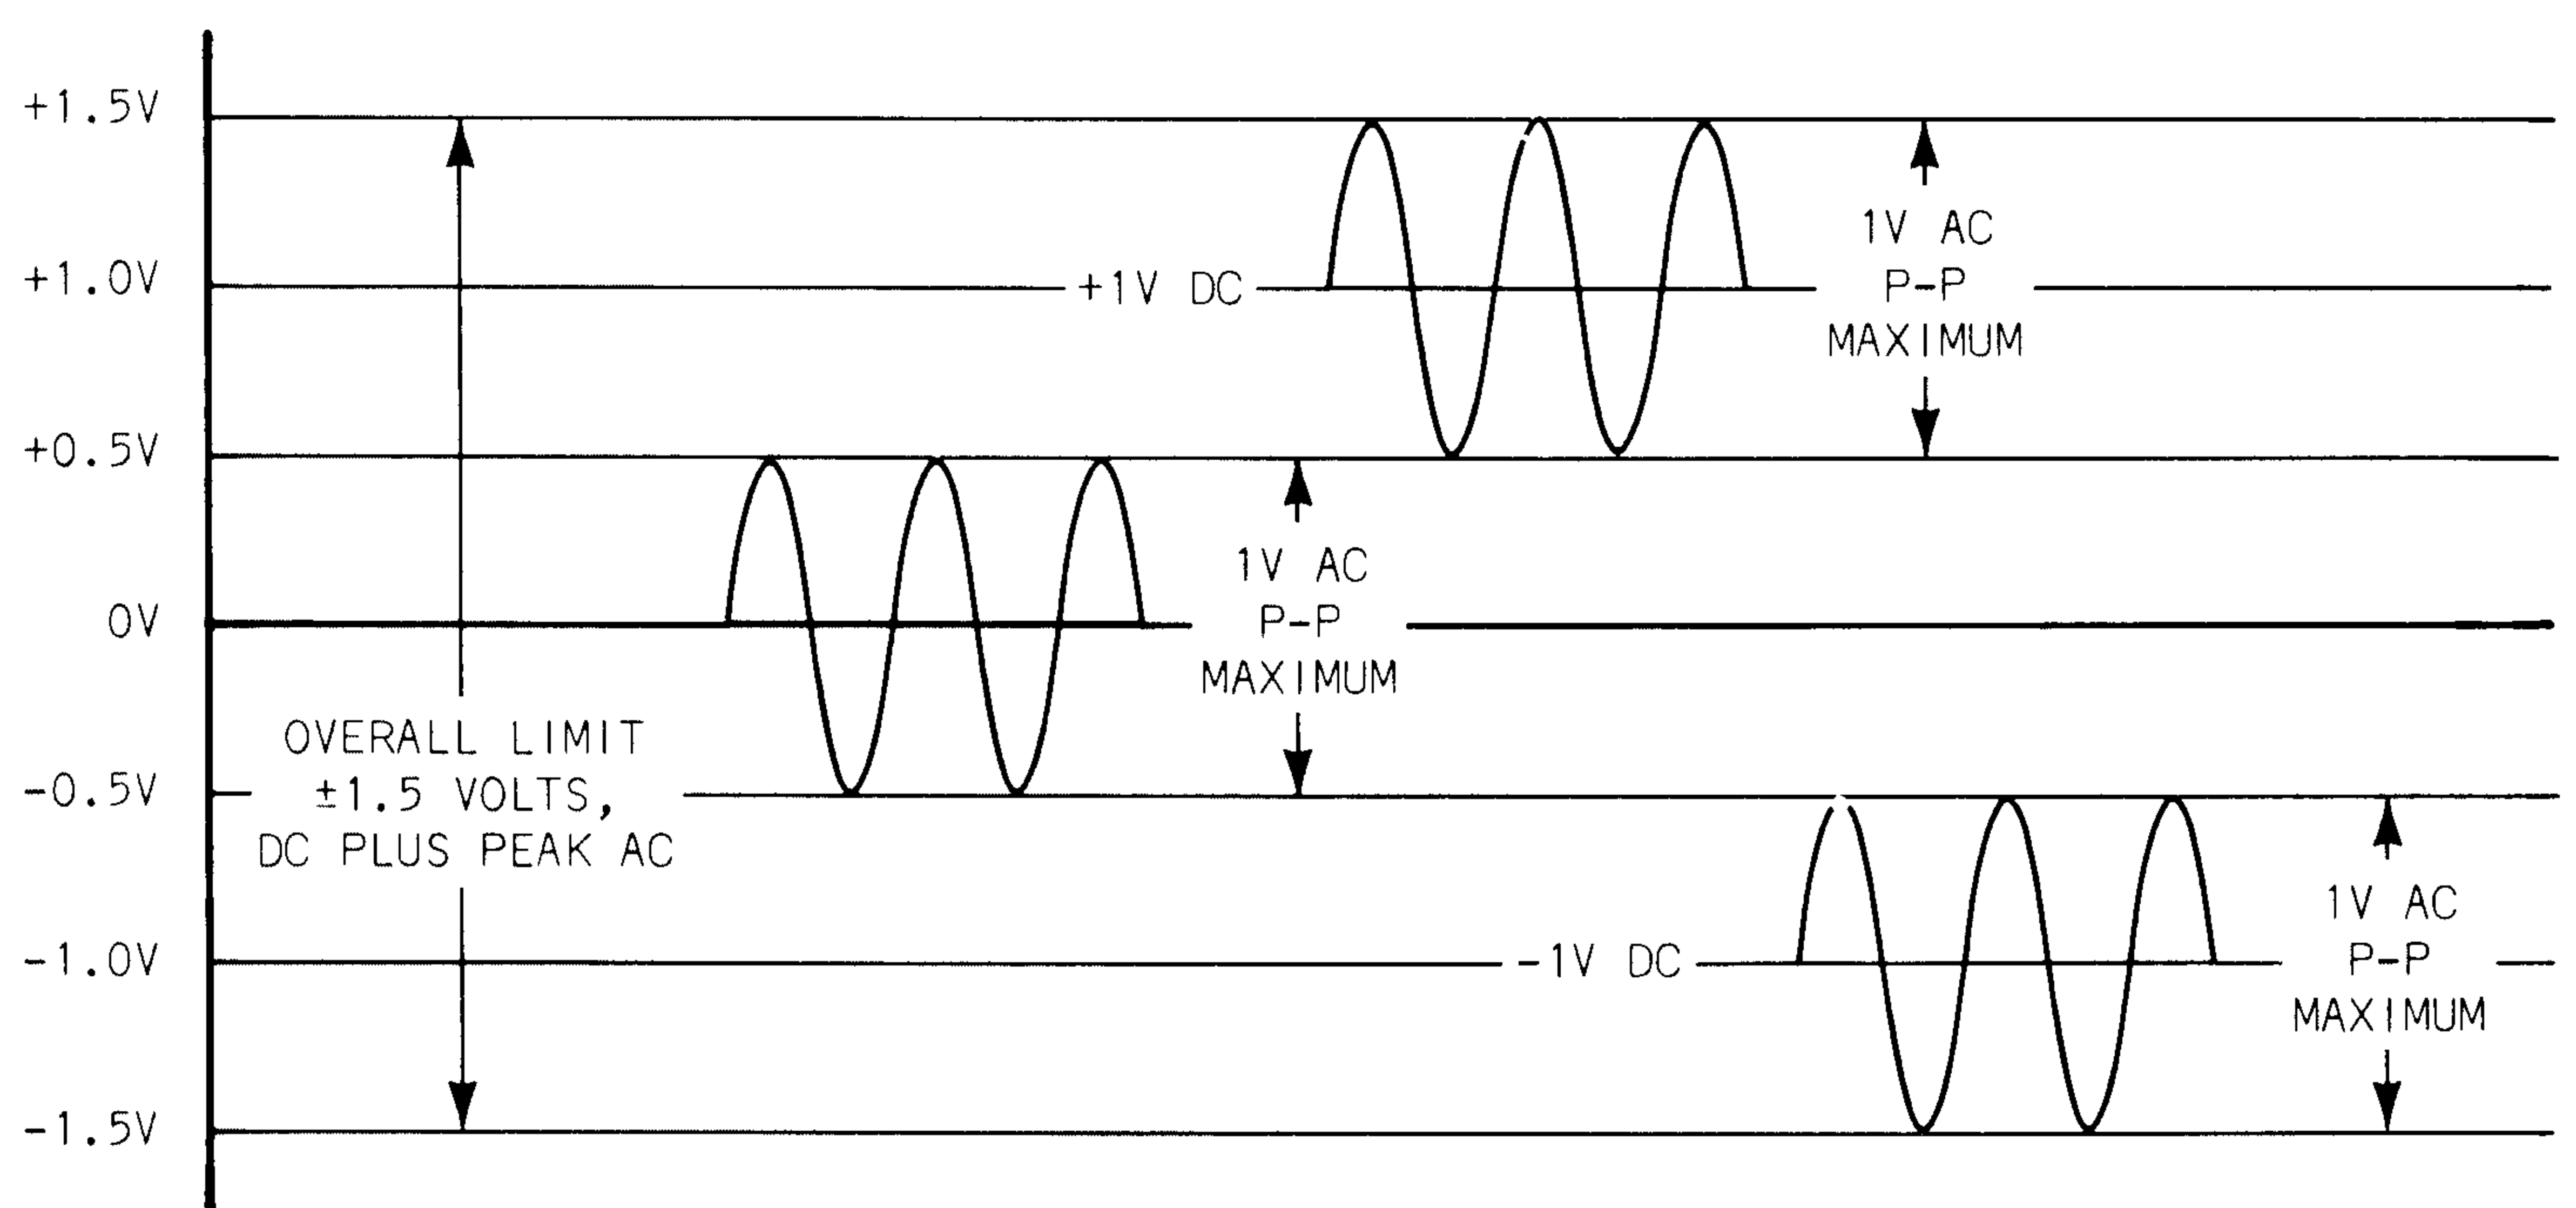 +1.5V
+1.0V
+0.5V
0V
-0.5V
-1.0V
-1.5V
OVERALL LIMIT
±1.5 VOLTS,
DC PLUS PEAK AC
1V AC
P-P
MAXIMUM
+1V DC
1V AC
P-P
MAXIMUM
-1V DC
1V AC
P-P
MAXIMUM